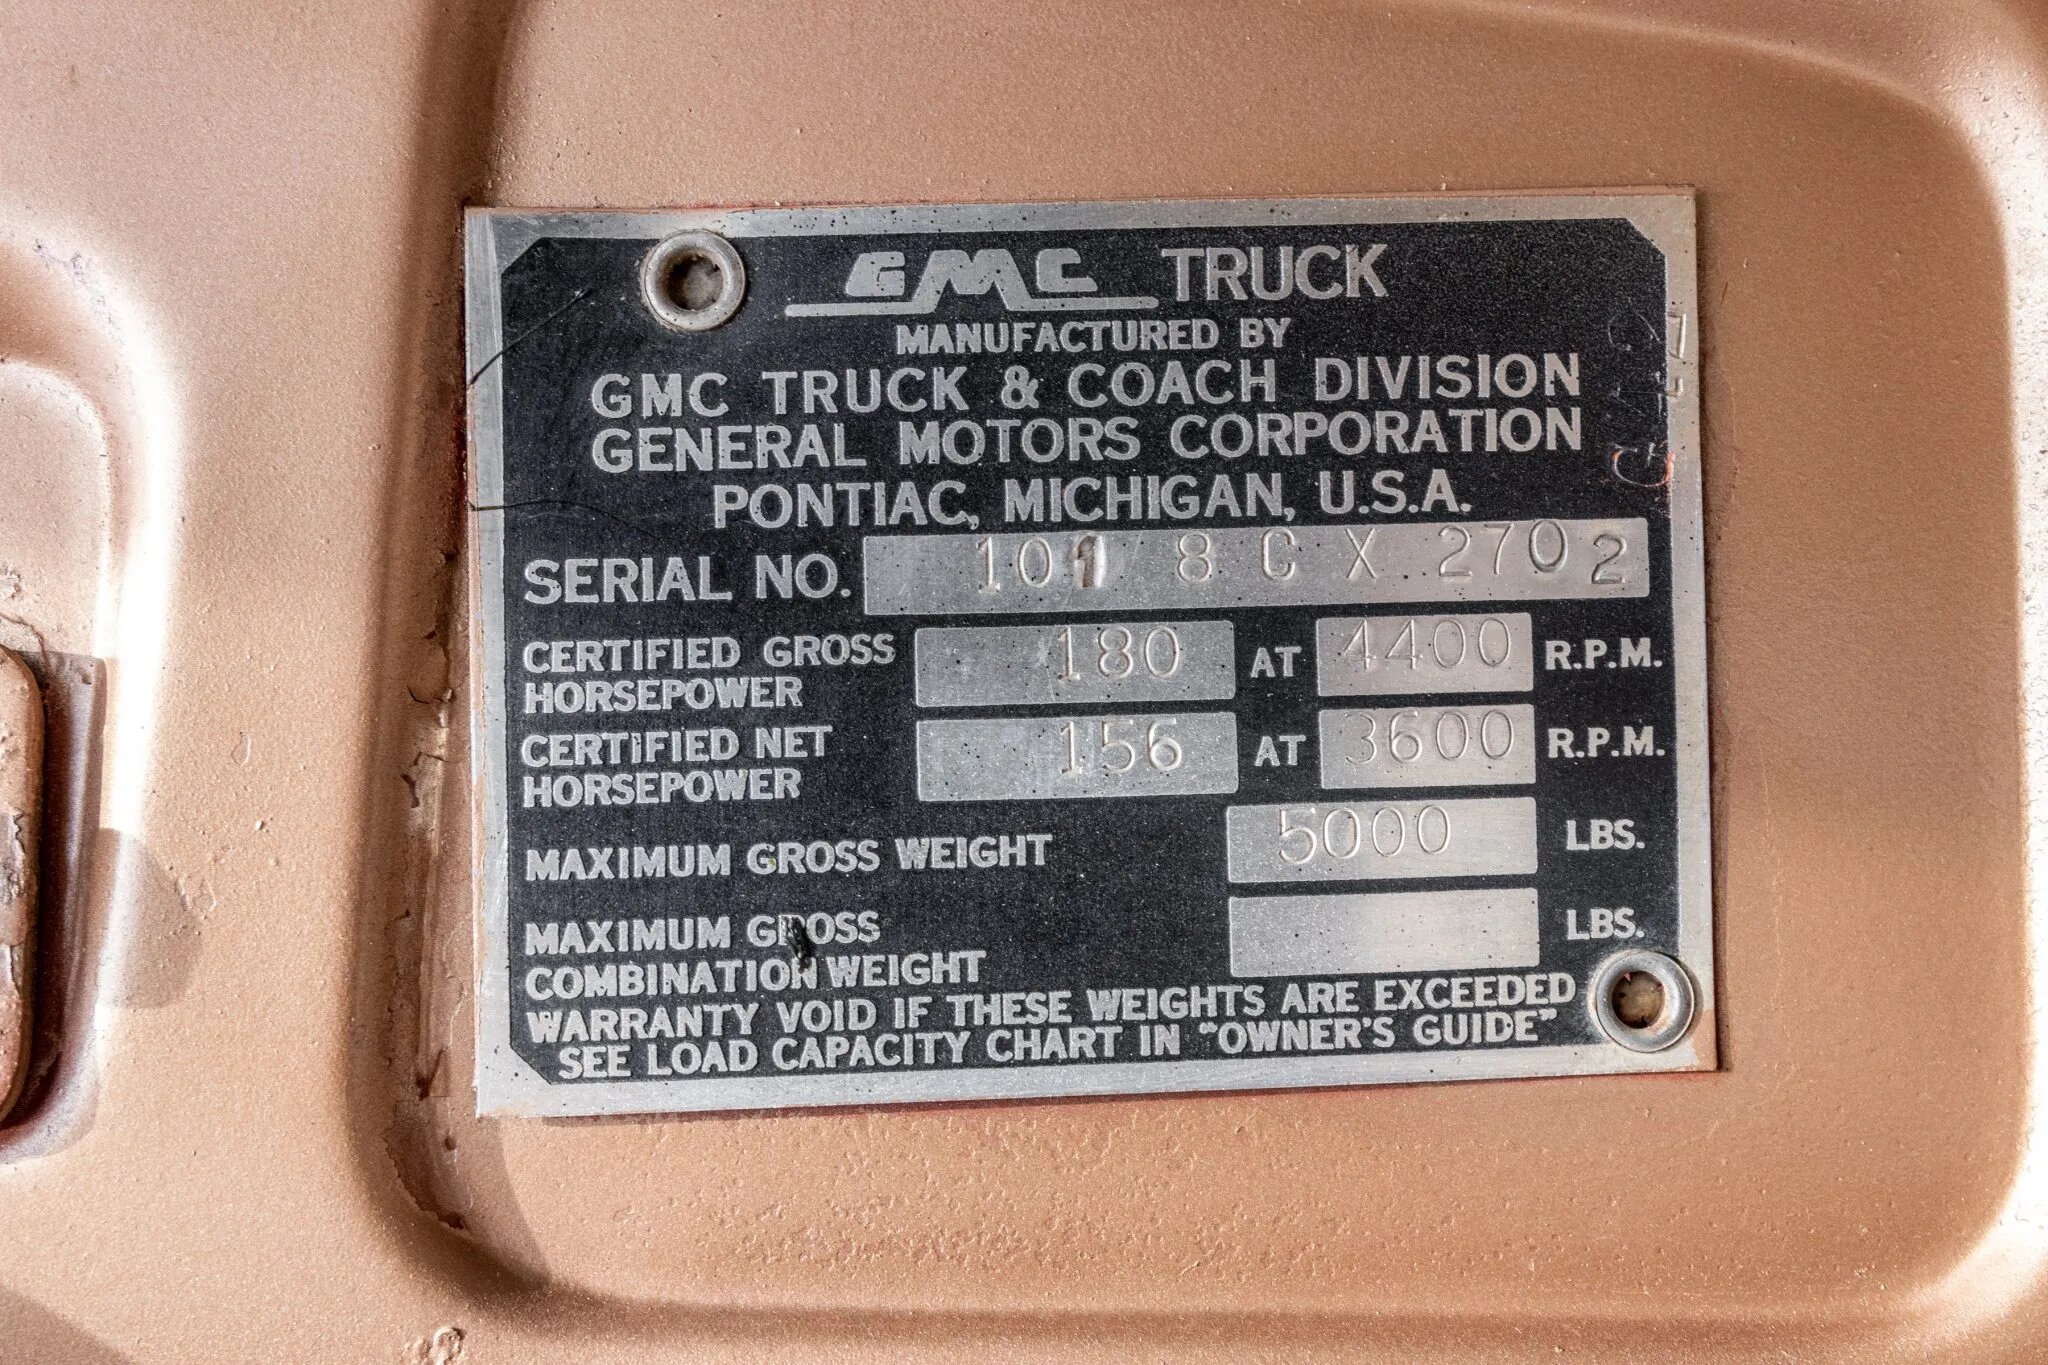 GMC TRUCK
MANUFACTURED BY
GMC TRUCK & COACH DIVISION
GENERAL MOTORS CORPORATION
PONTIAC, MICHIGAN, U.S.A.
SERIAL NO. 101 8 C X 2702
CERTIFIED GROSS HORSEPOWER 180 AT 4400 R.P.M.
CERTIFIED NET HORSEPOWER 156 AT 3600 R.P.M.
MAXIMUM GROSS WEIGHT 5000 LBS.
MAXIMUM GROSS COMBINATION WEIGHT LBS.
WARRANTY VOID IF THESE WEIGHTS ARE EXCEEDED
SEE LOAD CAPACITY CHART IN "OWNER'S GUIDE"